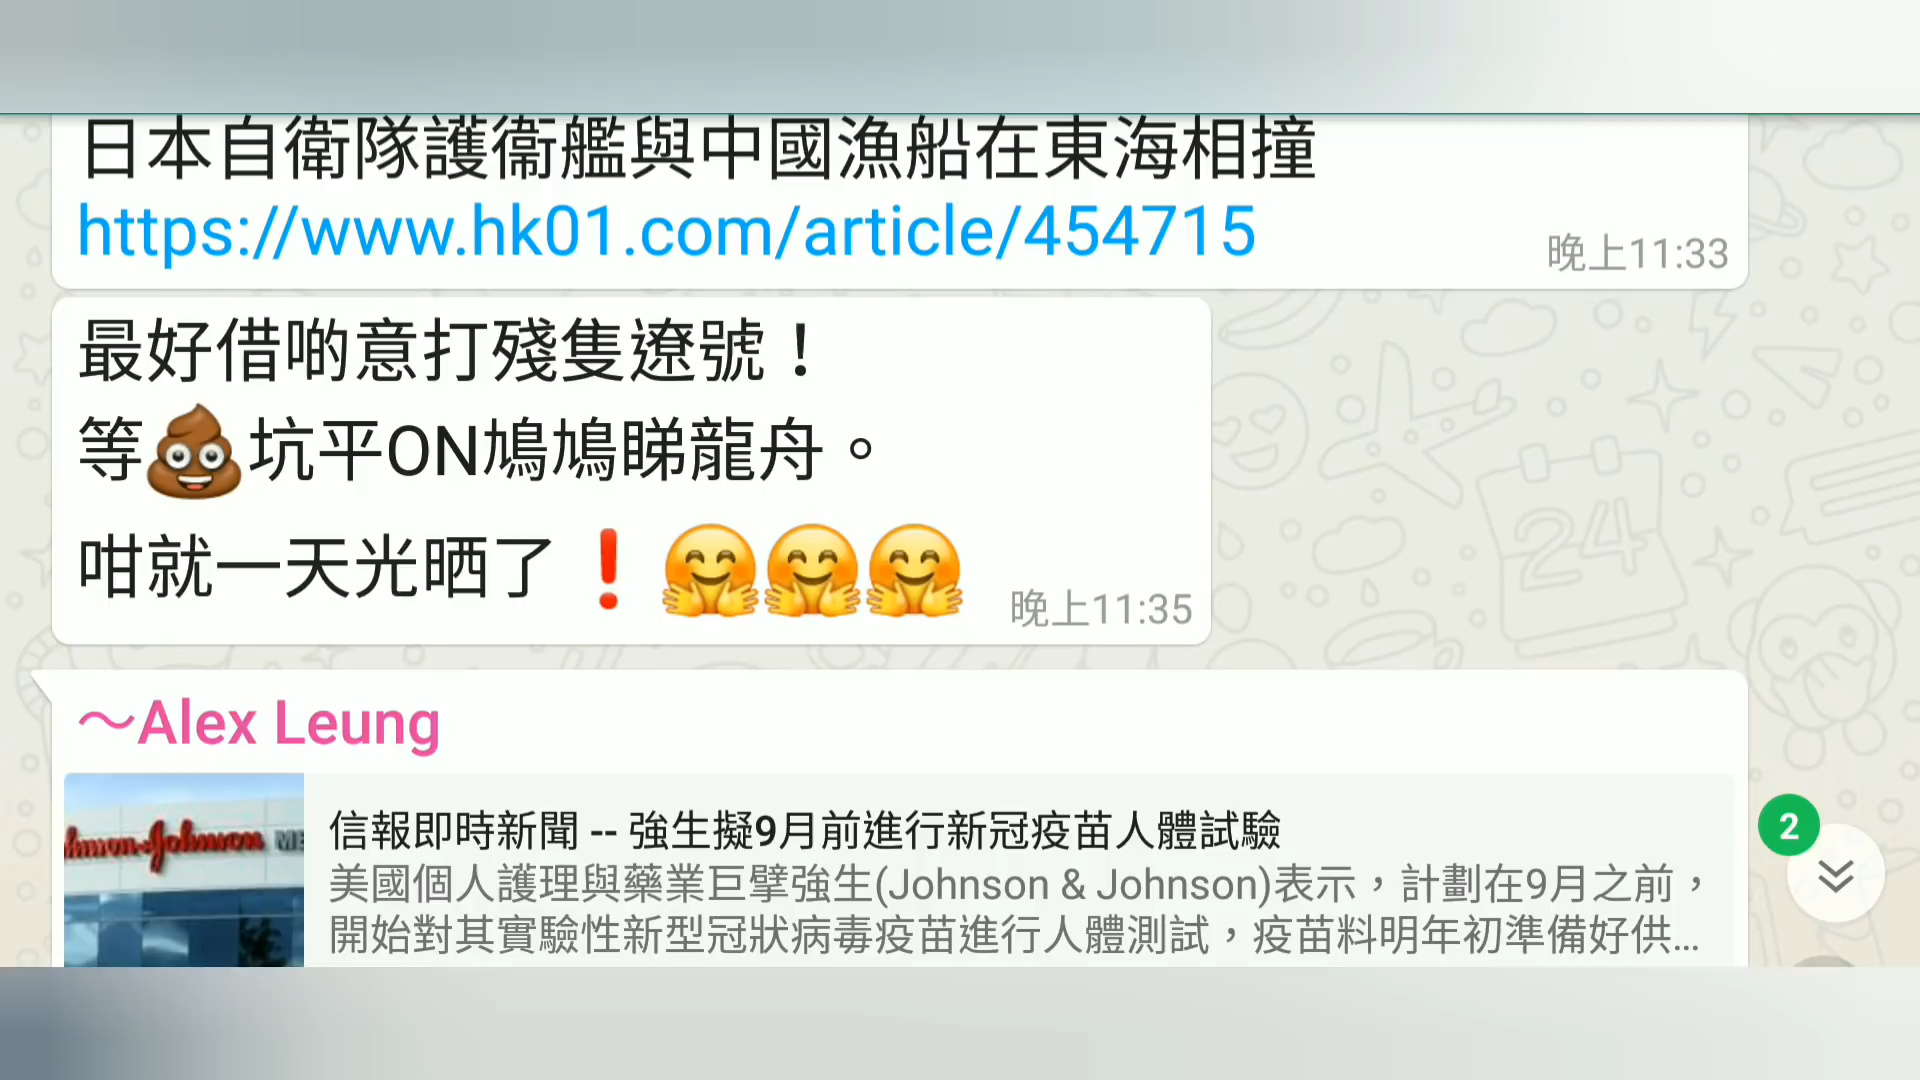 日本自衛隊護衞艦與中國漁船在東海相撞
https://www.hk01.com/article/454715
晚上11:33
最好借啲意打殘隻遼號！
等💩坑平ON鳩鳩睇龍舟。
咁就一天光晒了❗🤗🤗🤗
晚上11:35
～Alex Leung
信報即時新聞 -- 強生擬9月前進行新冠疫苗人體試驗
美國個人護理與藥業巨擘強生(Johnson & Johnson)表示，計劃在9月之前，
開始對其實驗性新型冠狀病毒疫苗進行人體測試，疫苗料明年初準備好供...
2